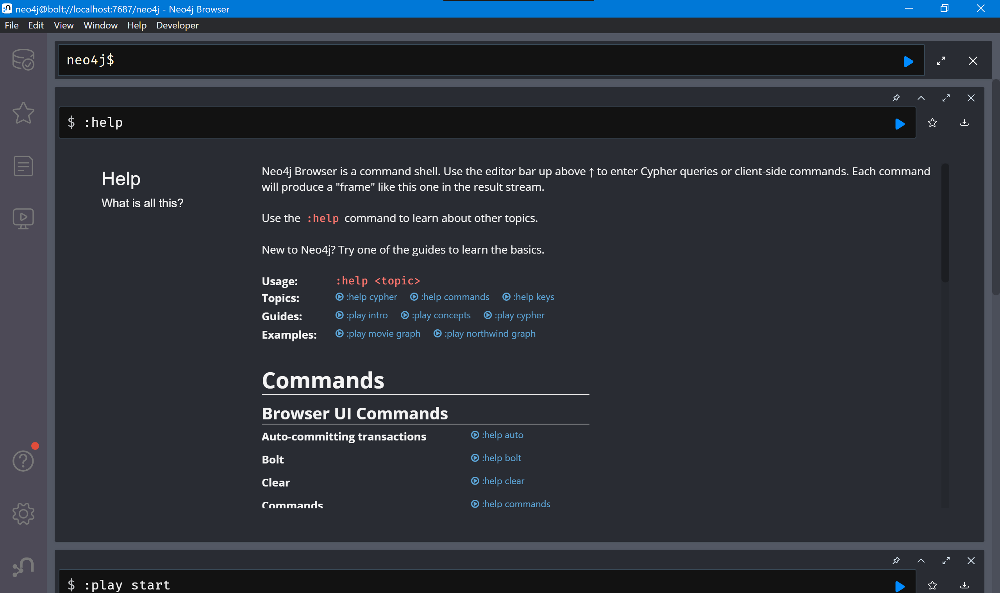 neo4j@bolt://localhost:7687/neo4j - Neo4j Browser
File Edit View Window Help Developer
neo4j$
$ :help
Help
What is all this?
Neo4j Browser is a command shell. Use the editor bar up above ↑ to enter Cypher queries or client-side commands. Each command
will produce a "frame" like this one in the result stream.
Use the :help command to learn about other topics.
New to Neo4j? Try one of the guides to learn the basics.
Usage: :help <topic>
Topics: :help cypher :help commands :help keys
Guides: :play intro :play concepts :play cypher
Examples: :play movie graph :play northwind graph
Commands
Browser UI Commands
Auto-committing transactions :help auto
Bolt :help bolt
Clear :help clear
Commands :help commands
$ :play start